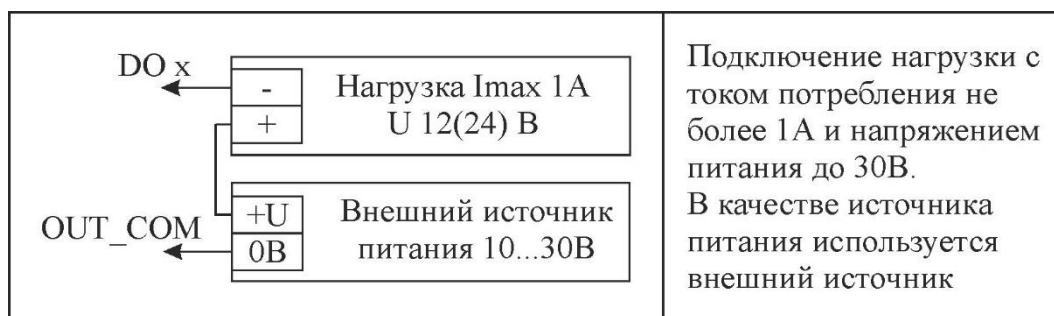 DO x
-
Нагрузка Imax 1А
+
U 12(24) В
+U
Внешний источник
OUT_COM
0В
питания 10...30В
Подключение нагрузки с
током потребления не
более 1А и напряжением
питания до 30В.
В качестве источника
питания используется
внешний источник